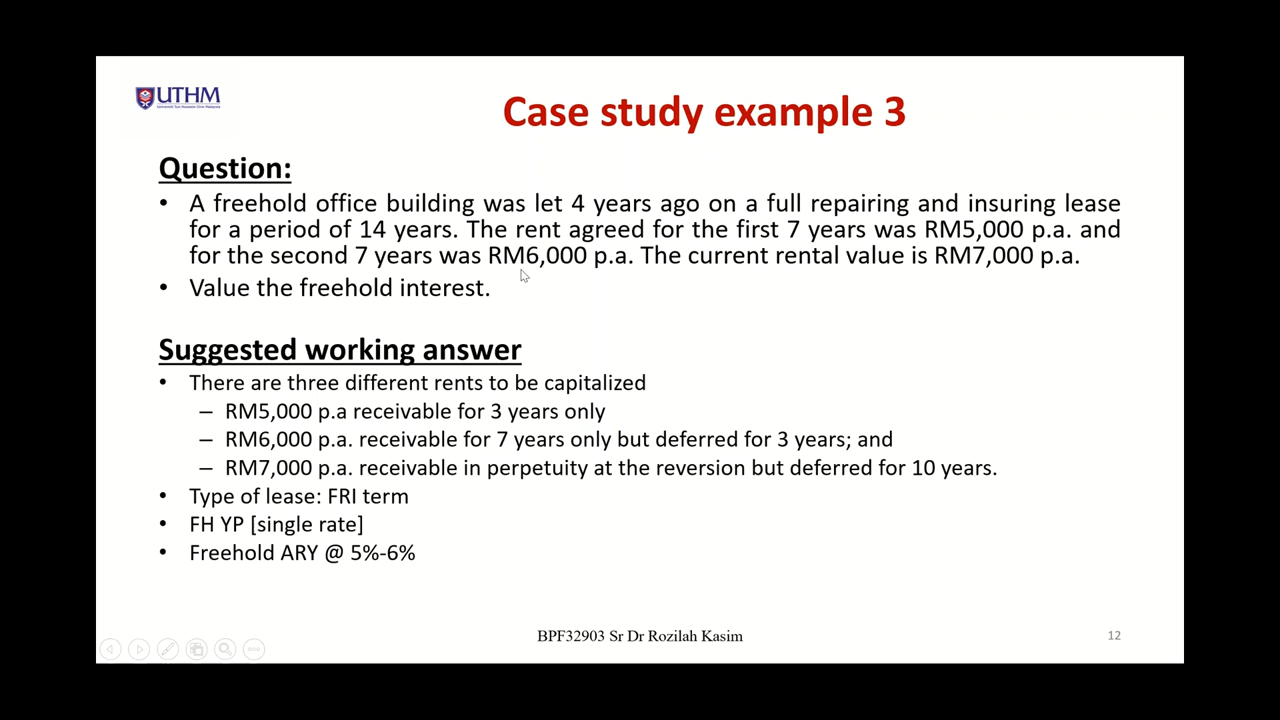 UTHM
Case study example 3
Question:
• A freehold office building was let 4 years ago on a full repairing and insuring lease
for a period of 14 years. The rent agreed for the first 7 years was RM5,000 p.a. and
for the second 7 years was RM6,000 p.a. The current rental value is RM7,000 p.a.
• Value the freehold interest.
Suggested working answer
• There are three different rents to be capitalized
– RM5,000 p.a receivable for 3 years only
– RM6,000 p.a. receivable for 7 years only but deferred for 3 years; and
– RM7,000 p.a. receivable in perpetuity at the reversion but deferred for 10 years.
• Type of lease: FRI term
• FH YP [single rate]
• Freehold ARY @ 5%-6%
BPF32903 Sr Dr Rozilah Kasim
12